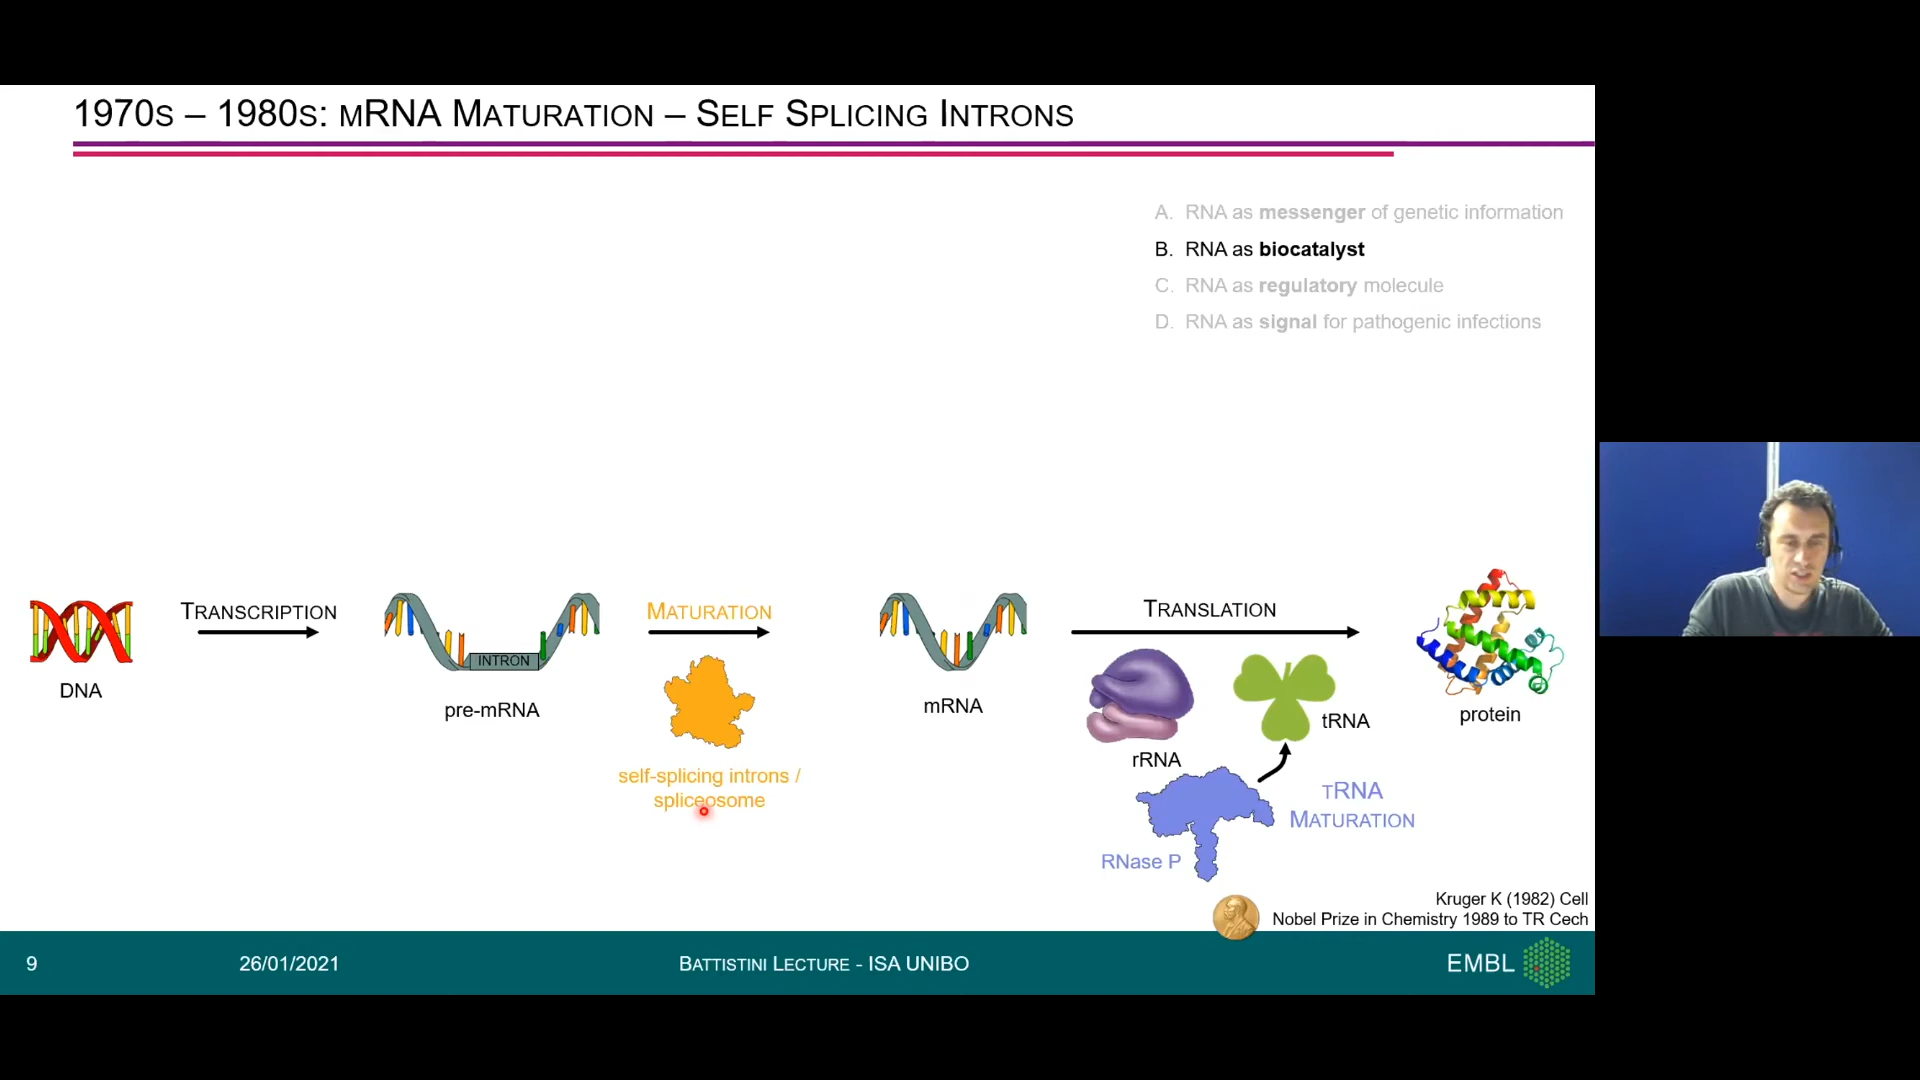 1970s – 1980s: mRNA Maturation – Self Splicing Introns
A. RNA as messenger of genetic information
B. RNA as biocatalyst
C. RNA as regulatory molecule
D. RNA as signal for pathogenic infections
Transcription
Maturation
Translation
INTRON
DNA
pre-mRNA
mRNA
tRNA
protein
rRNA
self-splicing introns /
spliceosome
tRNA
Maturation
RNase P
Kruger K (1982) Cell
Nobel Prize in Chemistry 1989 to TR Cech
9
26/01/2021
Battistini Lecture - ISA UNIBO
EMBL